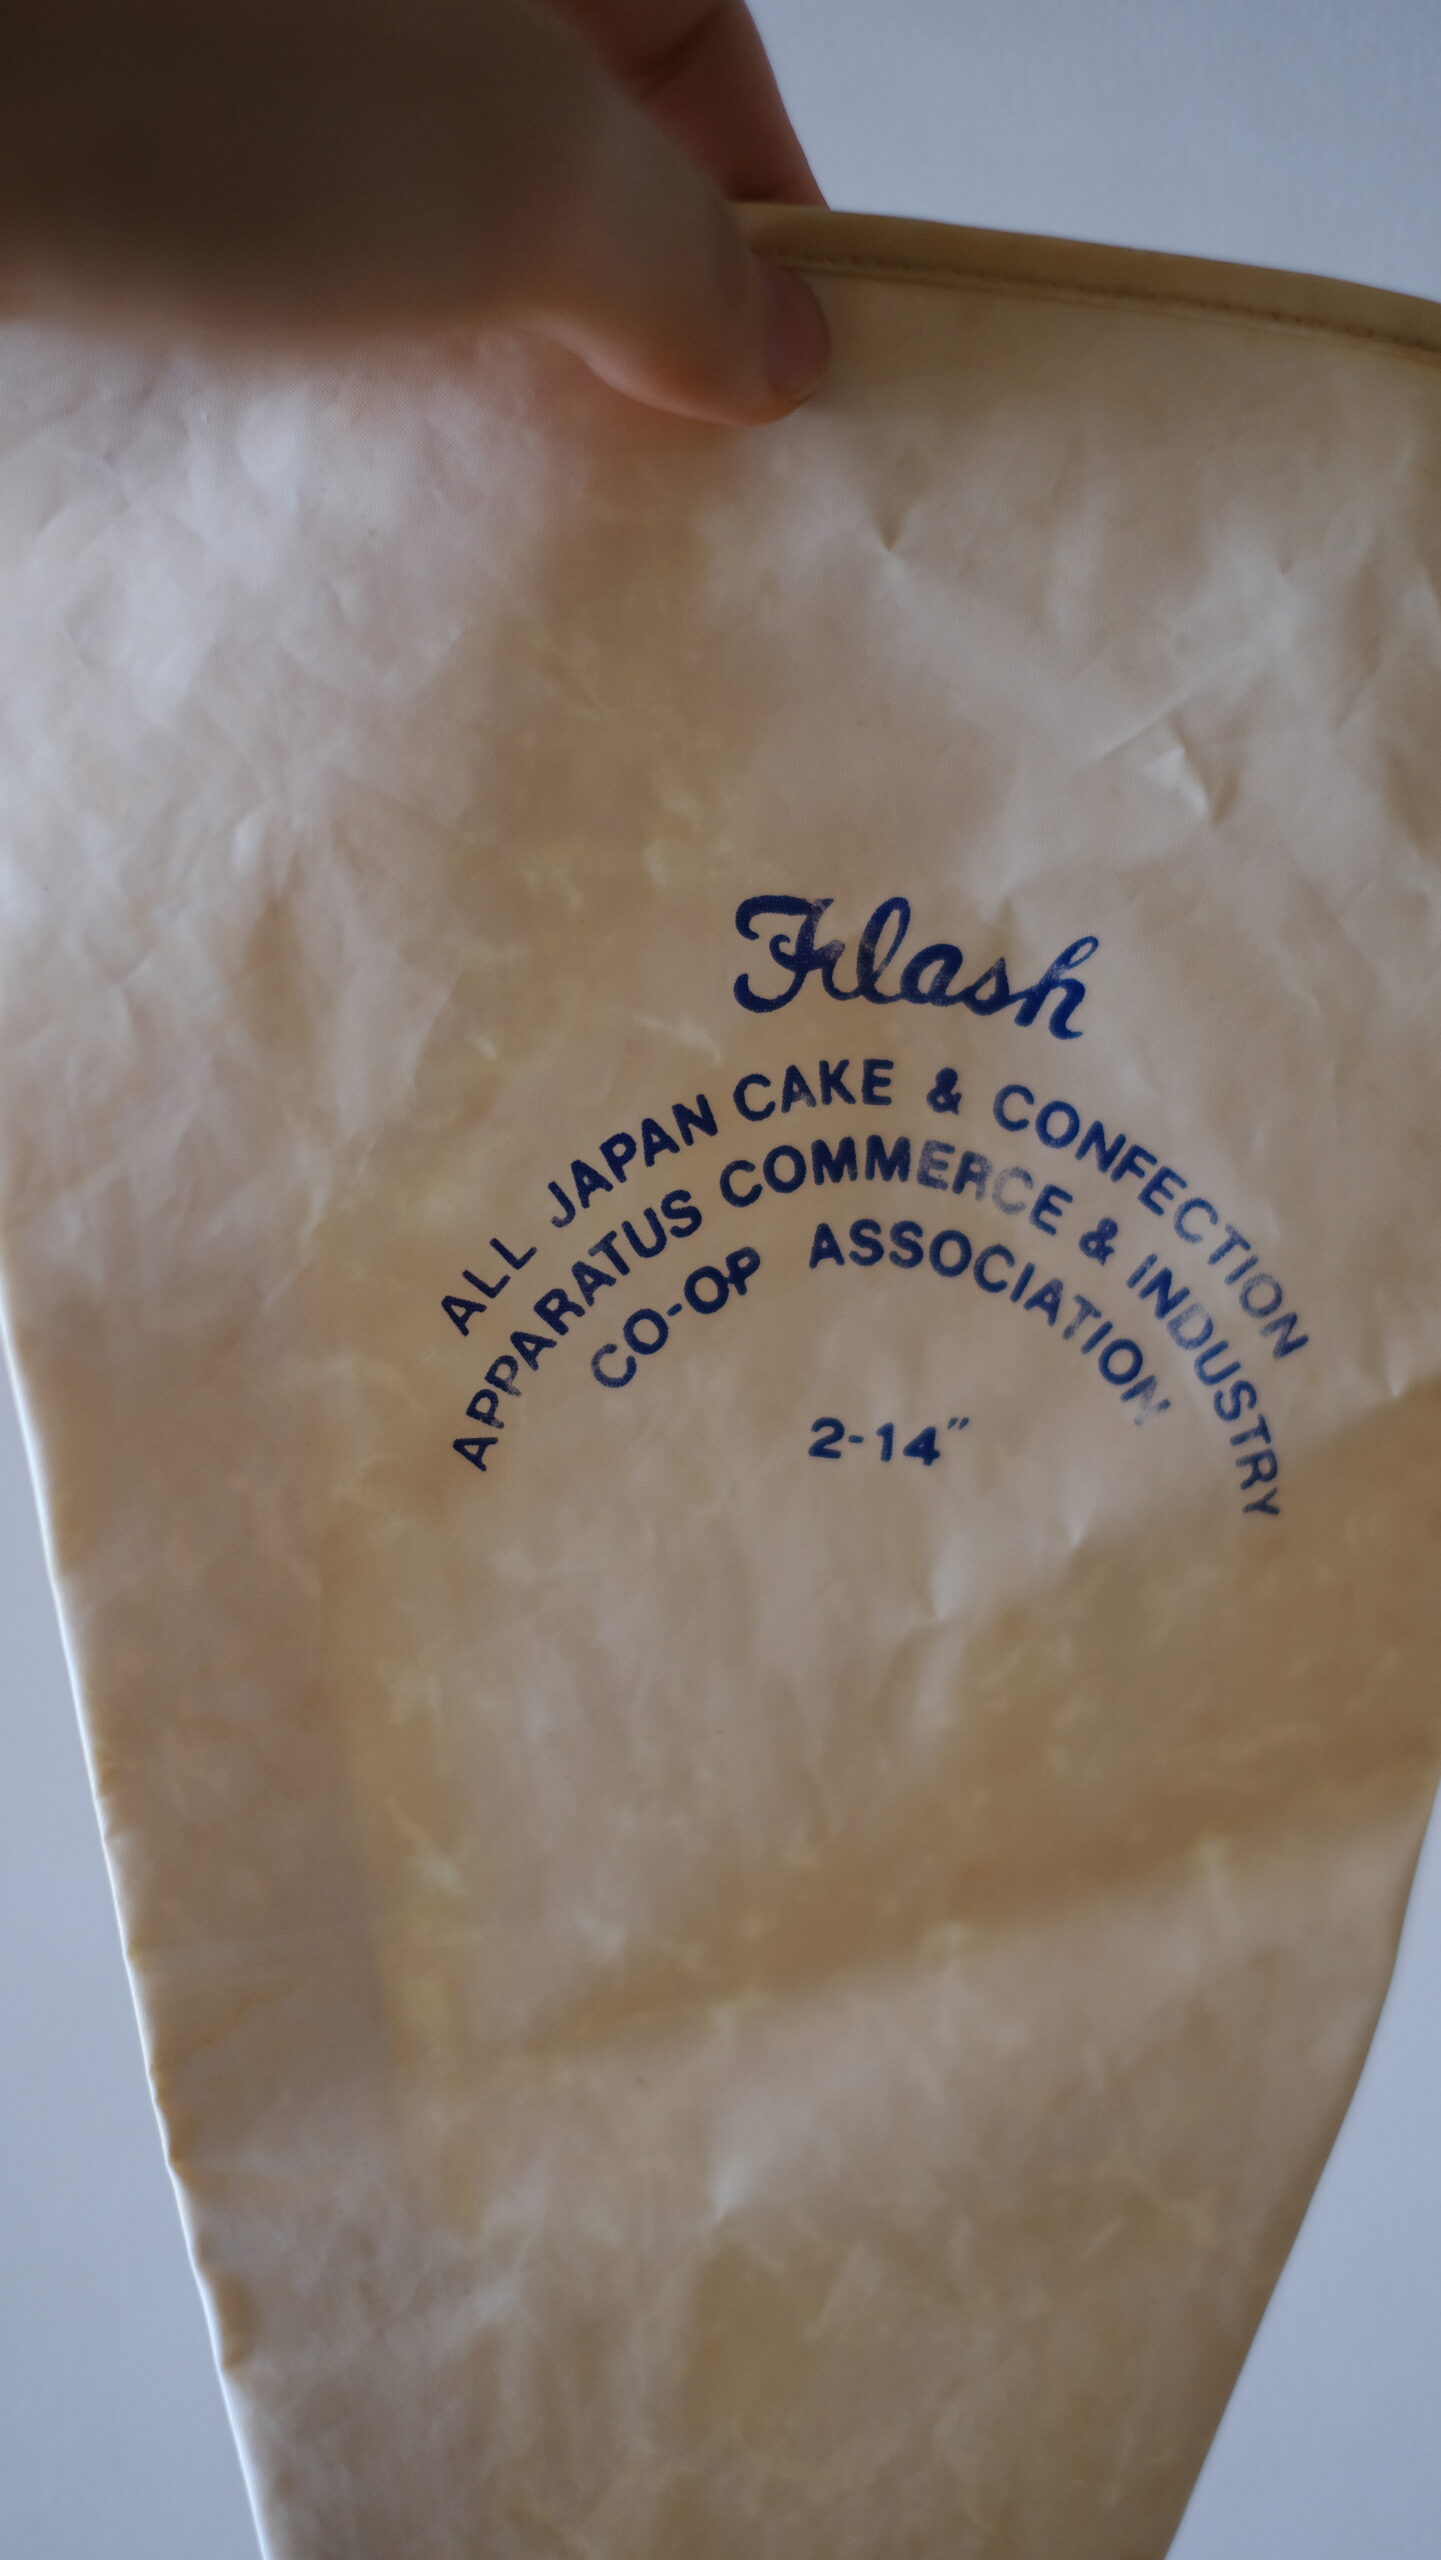 Flash
ALL JAPAN CAKE & CONFECTION
APPARATUS COMMERCE & INDUSTRY
CO-OP ASSOCIATION
2-14″